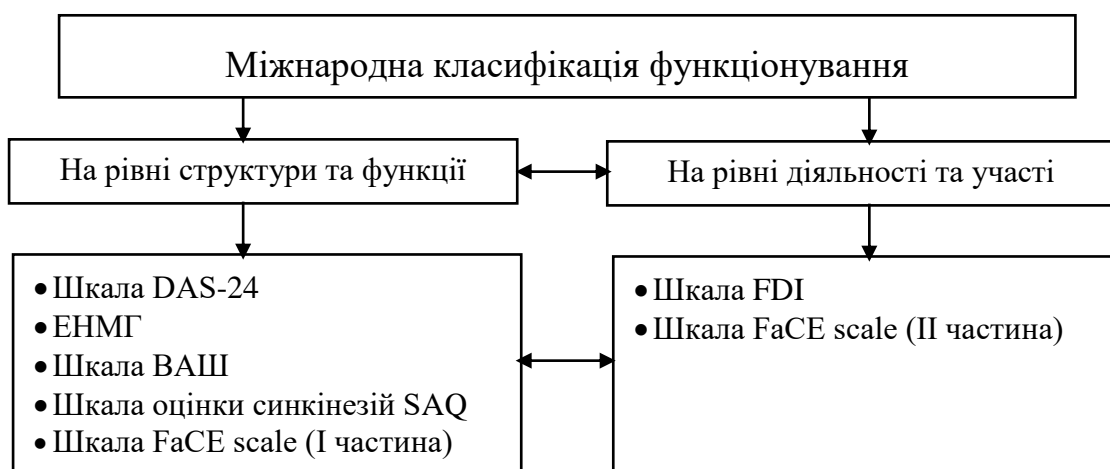 Міжнародна класифікація функціонування
На рівні структури та функції
На рівні діяльності та участі
• Шкала DAS-24
• ЕНМГ
• Шкала ВАШ
• Шкала оцінки синкінезій SAQ
• Шкала FaCE scale (І частина)
• Шкала FDI
• Шкала FaCE scale (ІІ частина)